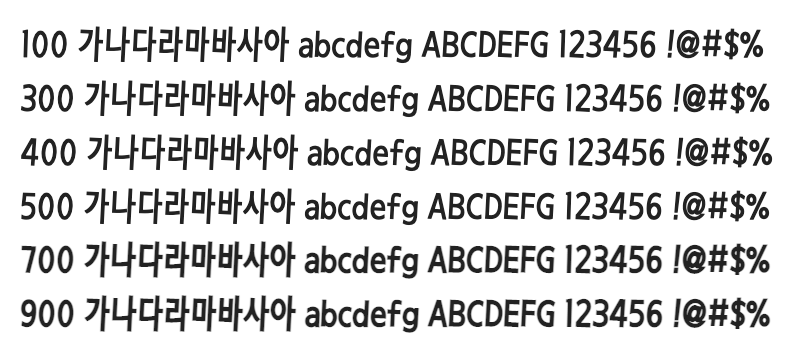 100 가나다라마바사아 abcdefg ABCDEFG 123456 !@#$%
300 가나다라마바사아 abcdefg ABCDEFG 123456 !@#$%
400 가나다라마바사아 abcdefg ABCDEFG 123456 !@#$%
500 가나다라마바사아 abcdefg ABCDEFG 123456 !@#$%
700 가나다라마바사아 abcdefg ABCDEFG 123456 !@#$%
900 가나다라마바사아 abcdefg ABCDEFG 123456 !@#$%